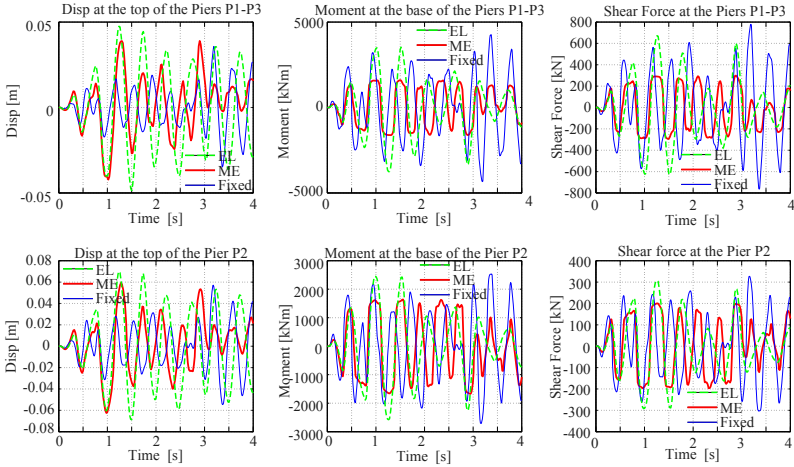 Disp at the top of the Piers P1-P3
Disp [m]
0.05
0
-0.05
0 1 2 3 4
Time [s]
EL
ME
Fixed
Moment at the base of the Piers P1-P3
Moment [kNm]
5000
0
-5000
0 1 2 3 4
Time [s]
EL
ME
Fixed
Shear Force at the Piers P1-P3
Shear Force [kN]
800
600
400
200
0
-200
-400
-600
-800
0 1 2 3 4
Time [s]
EL
ME
Fixed
Disp at the top of the Pier P2
Disp [m]
0.08
0.06
0.04
0.02
0
-0.02
-0.04
-0.06
-0.08
0 1 2 3 4
Time [s]
EL
ME
Fixed
Moment at the base of the Pier P2
Moment [kNm]
3000
2000
1000
0
-1000
-2000
-3000
0 1 2 3 4
Time [s]
EL
ME
Fixed
Shear force at the Pier P2
Shear Force [kN]
400
300
200
100
0
-100
-200
-300
-400
0 1 2 3 4
Time [s]
EL
ME
Fixed